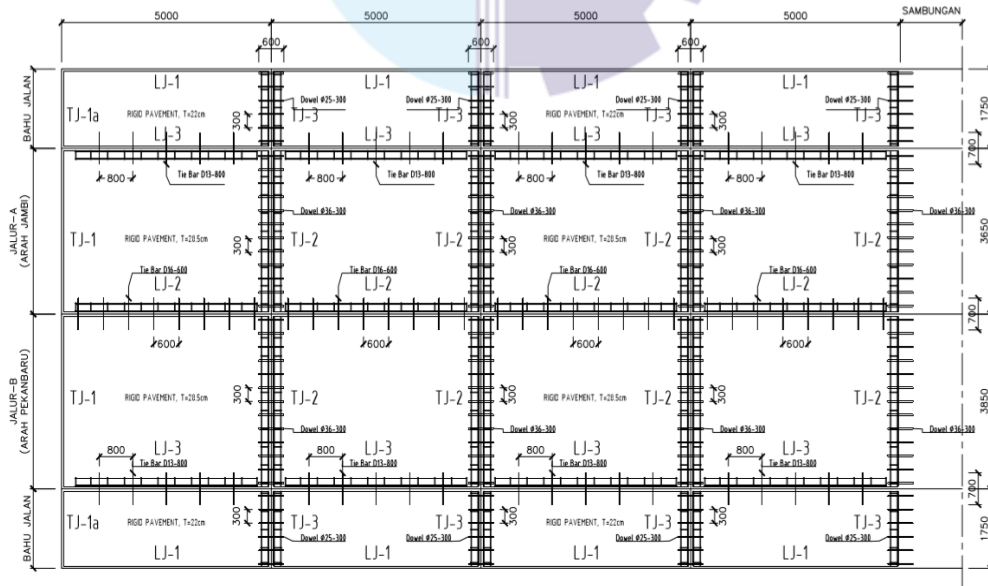 5000 5000 5000 5000 SAMBUNGAN
600 600 600
LJ-1 LJ-1 LJ-1 LJ-1
Dowel Ø25-300 Dowel Ø25-300 Dowel Ø25-300 Dowel Ø25-300
BAHU JALAN
TJ-1a RIGID PAVEMENT, T=22cm 300 TJ-3 TJ-3 300 RIGID PAVEMENT, T=22cm 300 TJ-3 TJ-3 300 1750
LJ-3 LJ-3 LJ-3 LJ-3
700
800 Tie Bar D13-800 800 Tie Bar D13-800 800 Tie Bar D13-800 800 Tie Bar D13-800
Dowel Ø36-300 Dowel Ø36-300 Dowel Ø36-300 Dowel Ø36-300
JALUR-A
(ARAH JAMBI)
TJ-1 RIGID PAVEMENT, T=28.5cm 300 TJ-2 TJ-2 300 RIGID PAVEMENT, T=28.5cm 300 TJ-2 TJ-2 300 3650
Tie Bar D16-600 Tie Bar D16-600 Tie Bar D16-600 Tie Bar D16-600
LJ-2 LJ-2 LJ-2 LJ-2
700
600 600 600 600
JALUR-B
(ARAH PEKANBARU)
TJ-1 RIGID PAVEMENT, T=28.5cm 300 TJ-2 TJ-2 300 RIGID PAVEMENT, T=28.5cm 300 TJ-2 TJ-2 300 3850
Dowel Ø36-300 Dowel Ø36-300 Dowel Ø36-300 Dowel Ø36-300
800 LJ-3 800 LJ-3 800 LJ-3 800 LJ-3
Tie Bar D13-800 Tie Bar D13-800 Tie Bar D13-800 Tie Bar D13-800
700
BAHU JALAN
TJ-1a RIGID PAVEMENT, T=22cm 300 TJ-3 TJ-3 300 RIGID PAVEMENT, T=22cm 300 TJ-3 TJ-3 300 1750
Dowel Ø25-300 Dowel Ø25-300 Dowel Ø25-300 Dowel Ø25-300
LJ-1 LJ-1 LJ-1 LJ-1